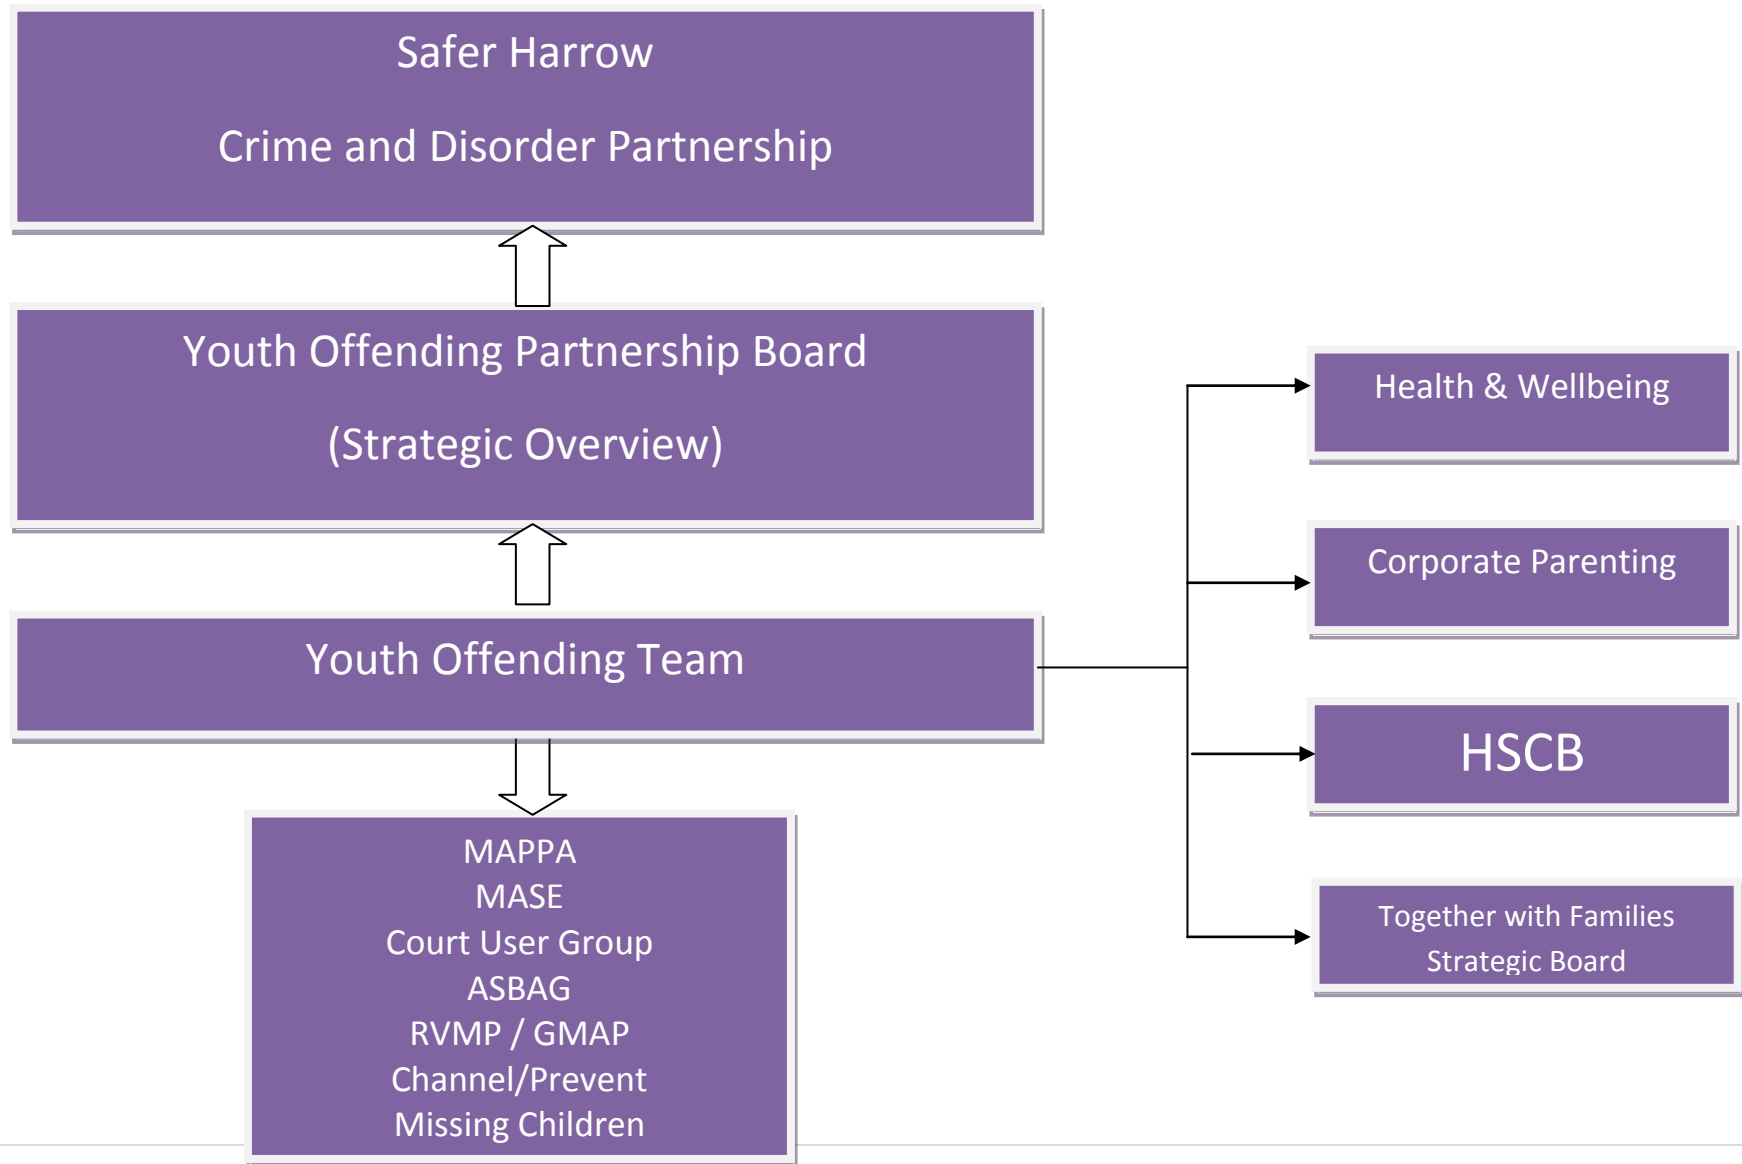 Safer Harrow
Crime and Disorder Partnership
Youth Offending Partnership Board
(Strategic Overview)
Youth Offending Team
MAPPA
MASE
Court User Group
ASBAG
RVMP / GMAP
Channel/Prevent
Missing Children
Health & Wellbeing
Corporate Parenting
HSCB
Together with Families
Strategic Board